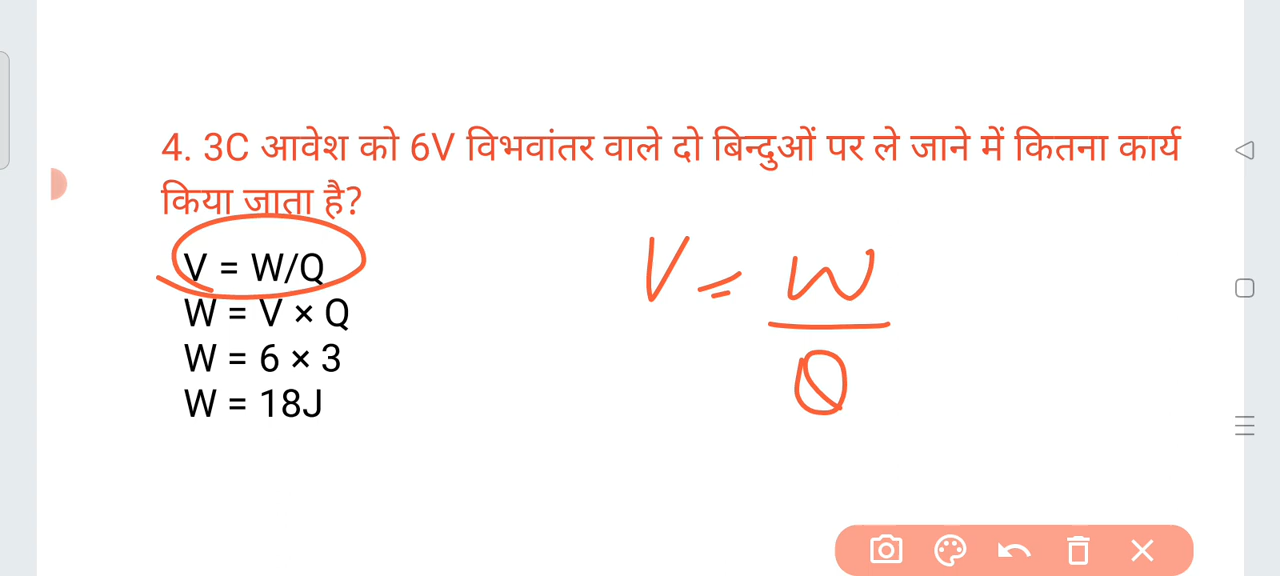 4. 3C आवेश को 6V विभवांतर वाले दो बिन्दुओं पर ले जाने में कितना कार्य
किया जाता है?
V = W/Q
W = V × Q
W = 6 × 3
W = 18J
V = W
Q